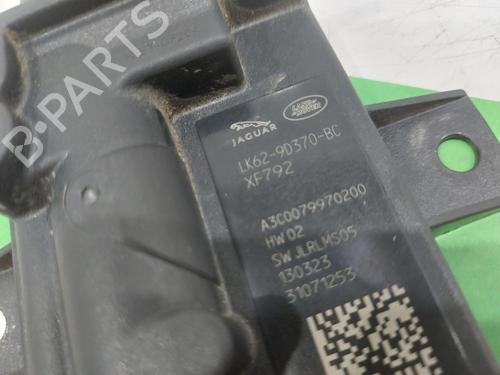 B-PARTS
JAGUAR
LAND ROVER
LK62-9D370-BC
XF792
A3C0079970200
HW 02
SW JLRLMS05
130323
31071253